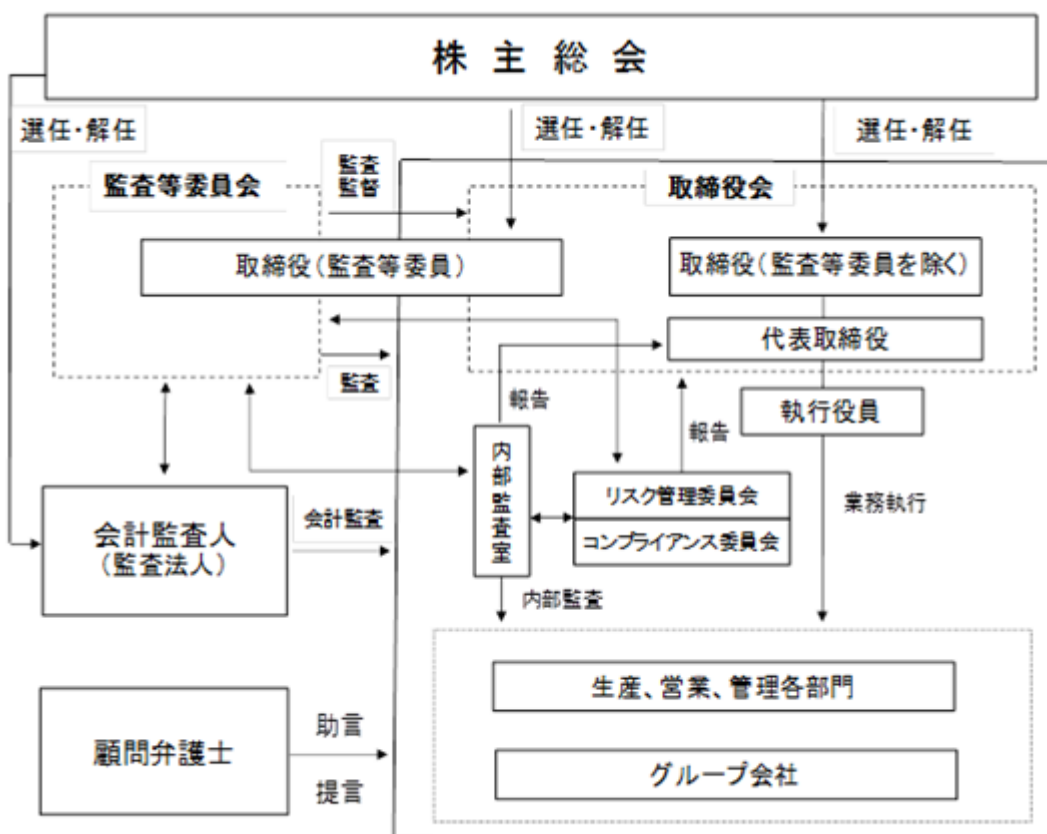 株主総会
選任・解任
選任・解任
選任・解任
監査
監督
監査等委員会
取締役会
取締役(監査等委員)
取締役(監査等委員を除く)
代表取締役
監査
報告
執行役員
報告
内部監査室
リスク管理委員会
コンプライアンス委員会
業務執行
会計監査人
(監査法人)
会計監査
内部監査
生産、営業、管理各部門
顧問弁護士
助言
提言
グループ会社